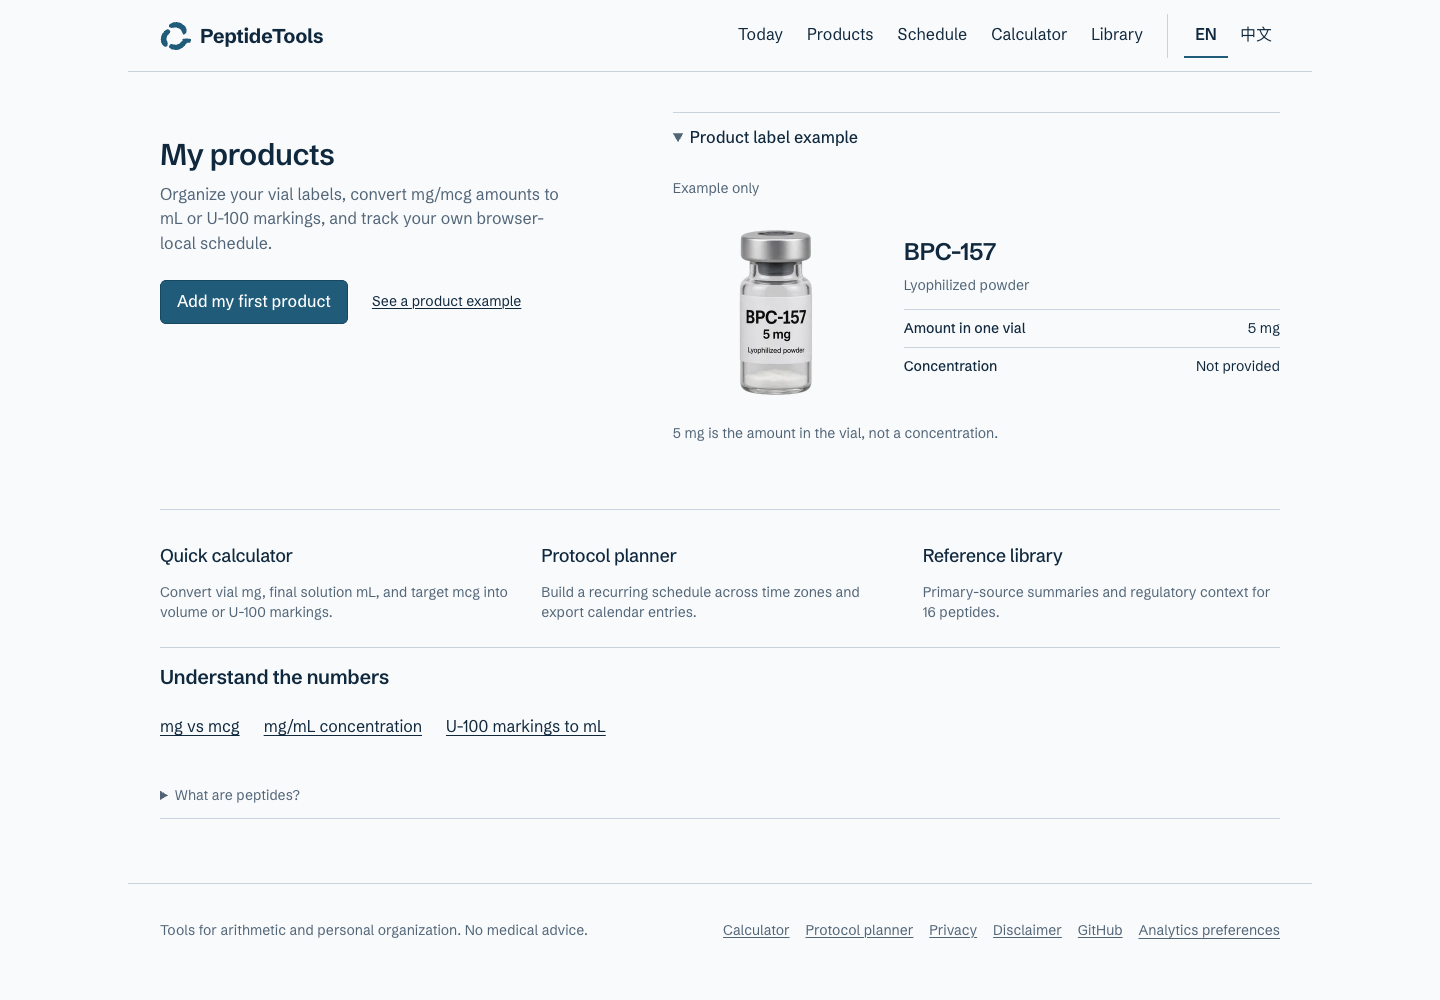 PeptideTools
Today
Products
Schedule
Calculator
Library
EN
中文
My products
Organize your vial labels, convert mg/mcg amounts to
mL or U-100 markings, and track your own browser-
local schedule.
Add my first product
See a product example
▼ Product label example
Example only
BPC-157
5 mg
Lyophilized powder
BPC-157
Lyophilized powder
Amount in one vial 5 mg
Concentration Not provided
5 mg is the amount in the vial, not a concentration.
Quick calculator
Convert vial mg, final solution mL, and target mcg into
volume or U-100 markings.
Protocol planner
Build a recurring schedule across time zones and
export calendar entries.
Reference library
Primary-source summaries and regulatory context for
16 peptides.
Understand the numbers
mg vs mcg
mg/mL concentration
U-100 markings to mL
▶ What are peptides?
Tools for arithmetic and personal organization. No medical advice.
Calculator
Protocol planner
Privacy
Disclaimer
GitHub
Analytics preferences